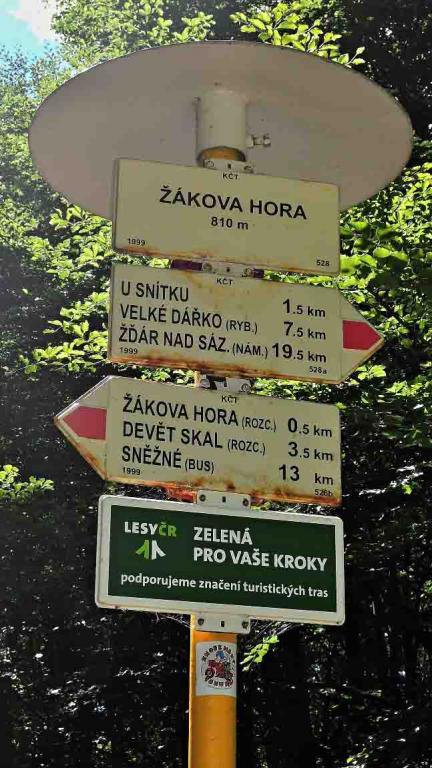 KČT
ŽÁKOVA HORA
810 m
1999 528
KČT
U SNÍTKU 1.5 km
VELKÉ DÁŘKO (RYB.) 7.5 km
ŽĎÁR NAD SÁZ. (NÁM.) 19.5 km
1999 528a
KČT
ŽÁKOVA HORA (ROZC.) 0.5 km
DEVĚT SKAL (ROZC.) 3.5 km
SNĚŽNÉ (BUS) 13 km
1999 528b
LESYČR ZELENÁ
PRO VAŠE KROKY
podporujeme značení turistických tras